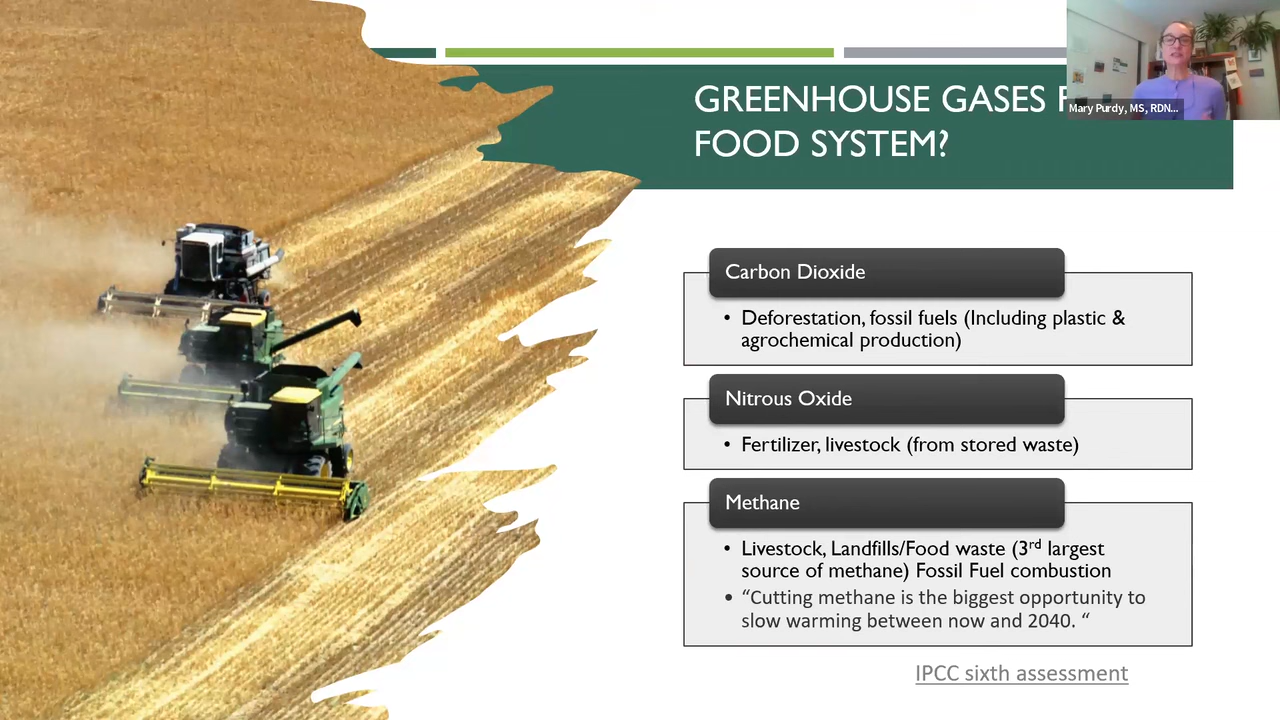 GREENHOUSE GASES
FOOD SYSTEM?
Mary Purdy, MS, RDN...
Carbon Dioxide
• Deforestation, fossil fuels (Including plastic &
agrochemical production)
Nitrous Oxide
• Fertilizer, livestock (from stored waste)
Methane
• Livestock, Landfills/Food waste (3rd largest
source of methane) Fossil Fuel combustion
• “Cutting methane is the biggest opportunity to
slow warming between now and 2040. “
IPCC sixth assessment